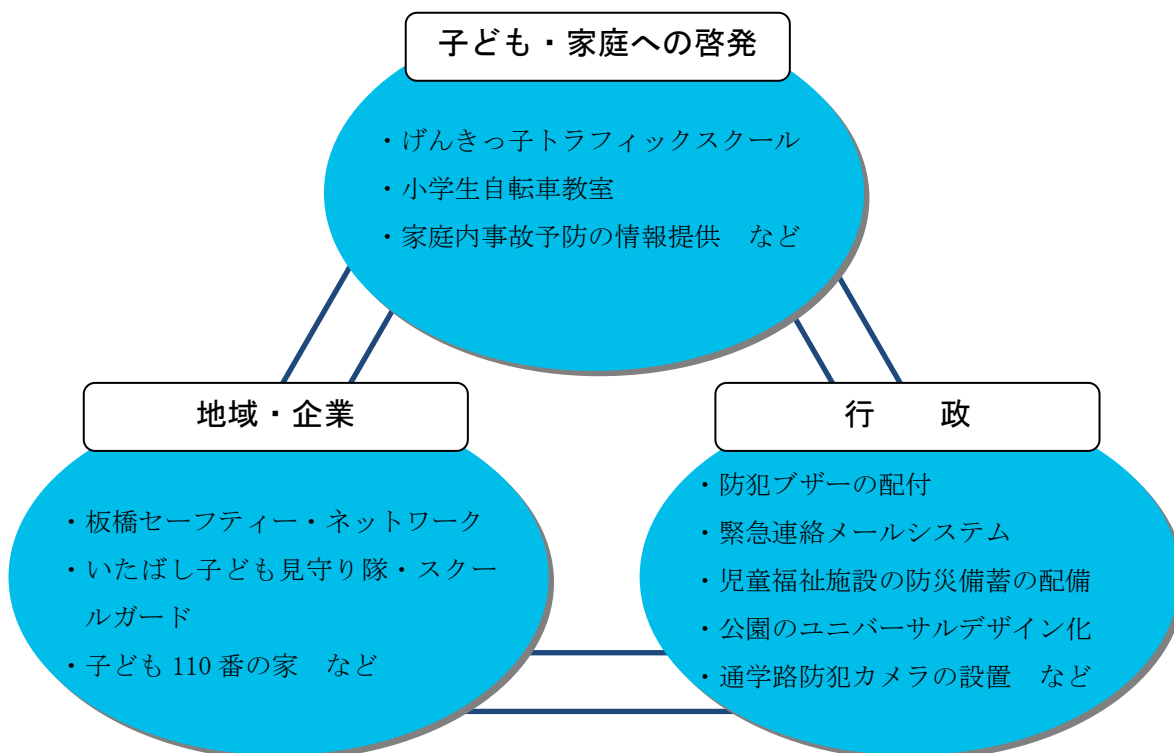 子ども・家庭への啓発
・げんきっ子トラフィックスクール
・小学生自転車教室
・家庭内事故予防の情報提供　など
地域・企業
・板橋セーフティー・ネットワーク
・いたばし子ども見守り隊・スクー
ルガード
・子ども 110 番の家　など
行　　政
・防犯ブザーの配付
・緊急連絡メールシステム
・児童福祉施設の防災備蓄の配備
・公園のユニバーサルデザイン化
・通学路防犯カメラの設置　など